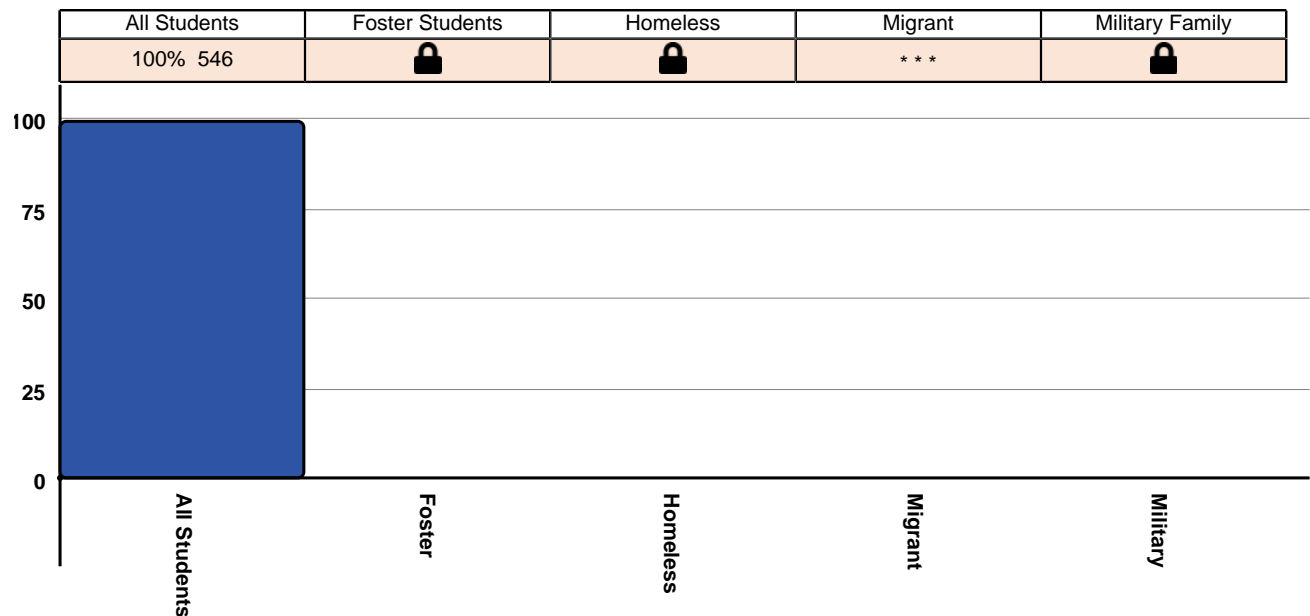 All Students Foster Students Homeless Migrant Military Family
100% 546 * * *
100
75
50
25
0
All Students
Foster
Homeless
Migrant
Military